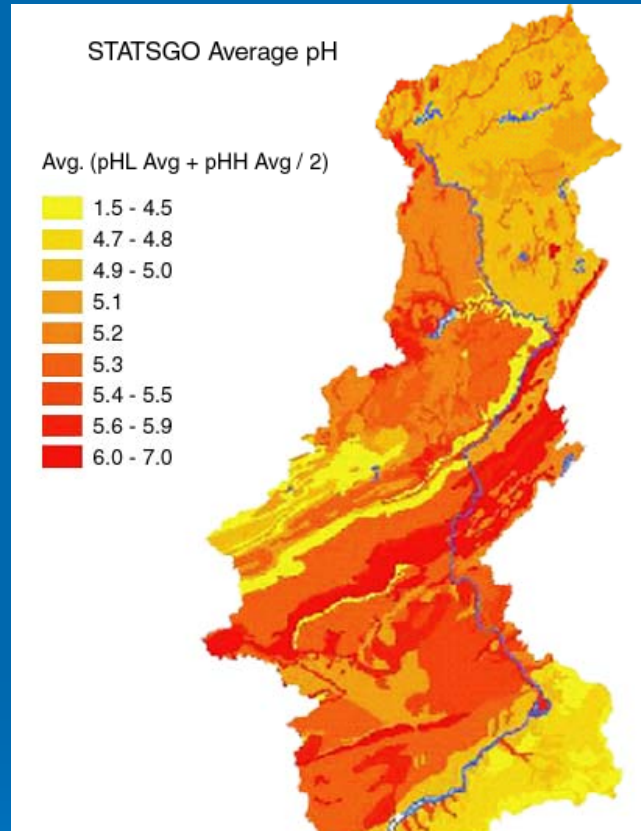 STATSGO Average pH
Avg. (pHL Avg + pHH Avg / 2)
1.5 - 4.5
4.7 - 4.8
4.9 - 5.0
5.1
5.2
5.3
5.4 - 5.5
5.6 - 5.9
6.0 - 7.0